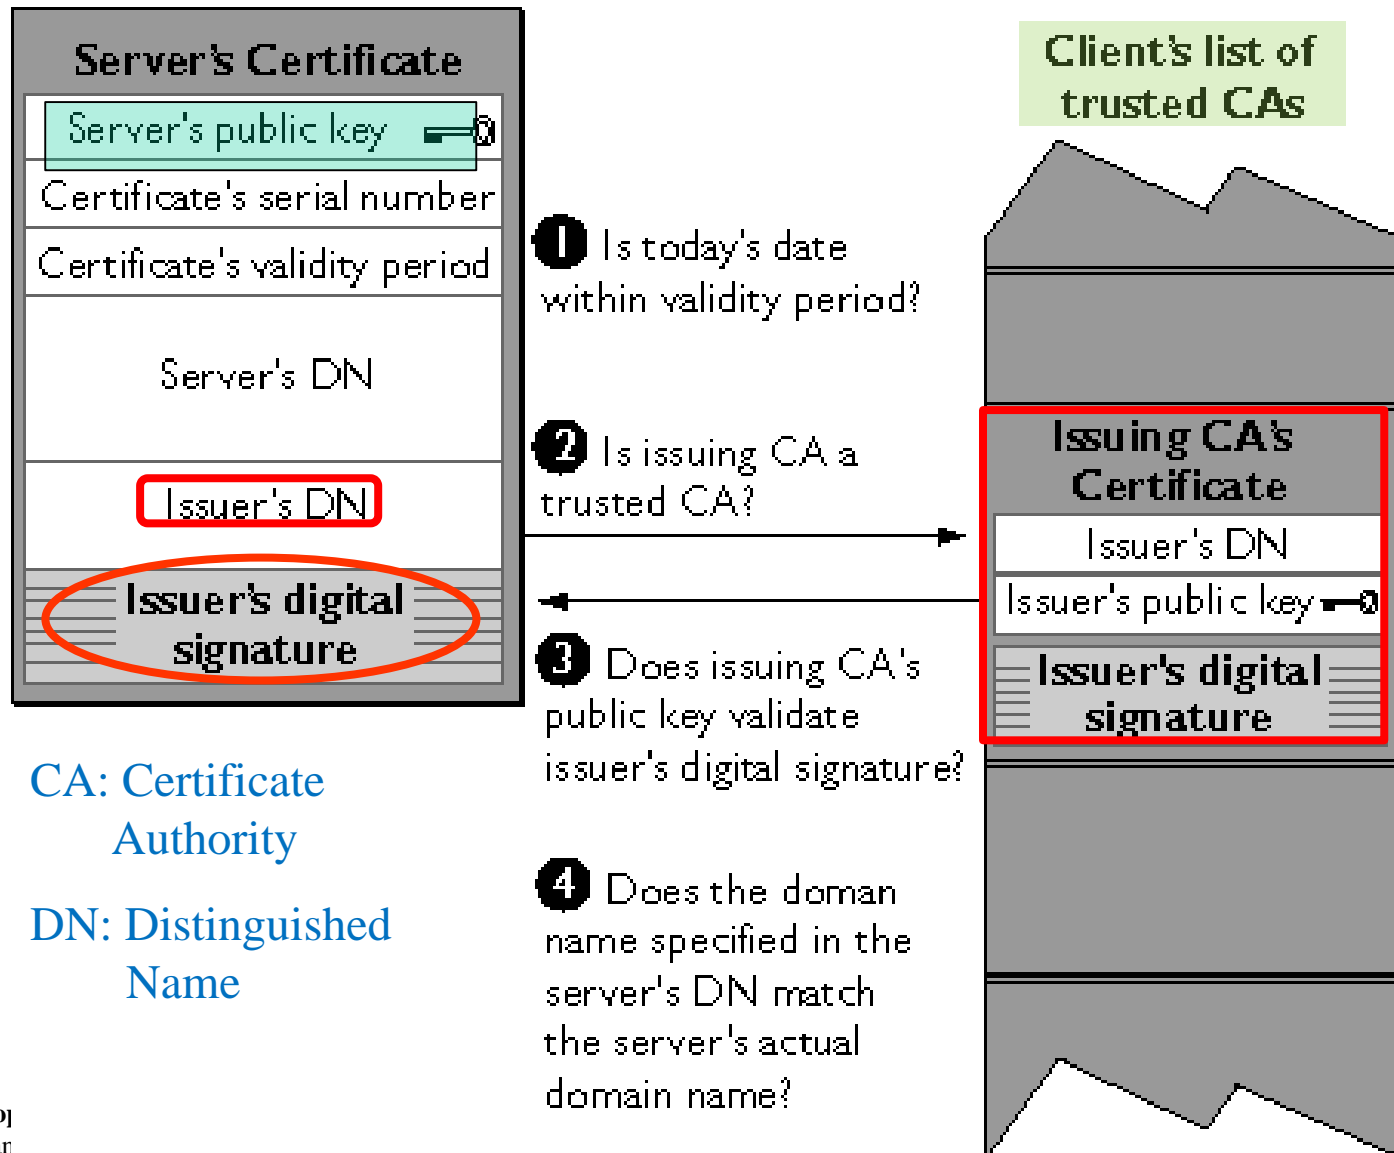 Server's Certificate
Server's public key
Certificate's serial number
Certificate's validity period
Server's DN
Issuer's DN
Issuer's digital
signature
CA: Certificate
Authority
DN: Distinguished
Name
1 Is today's date
within validity period?
2 Is issuing CA a
trusted CA?
3 Does issuing CA's
public key validate
issuer's digital signature?
4 Does the doman
name specified in the
server's DN match
the server's actual
domain name?
Client's list of
trusted CAs
Issuing CA's
Certificate
Issuer's DN
Issuer's public key
Issuer's digital
signature